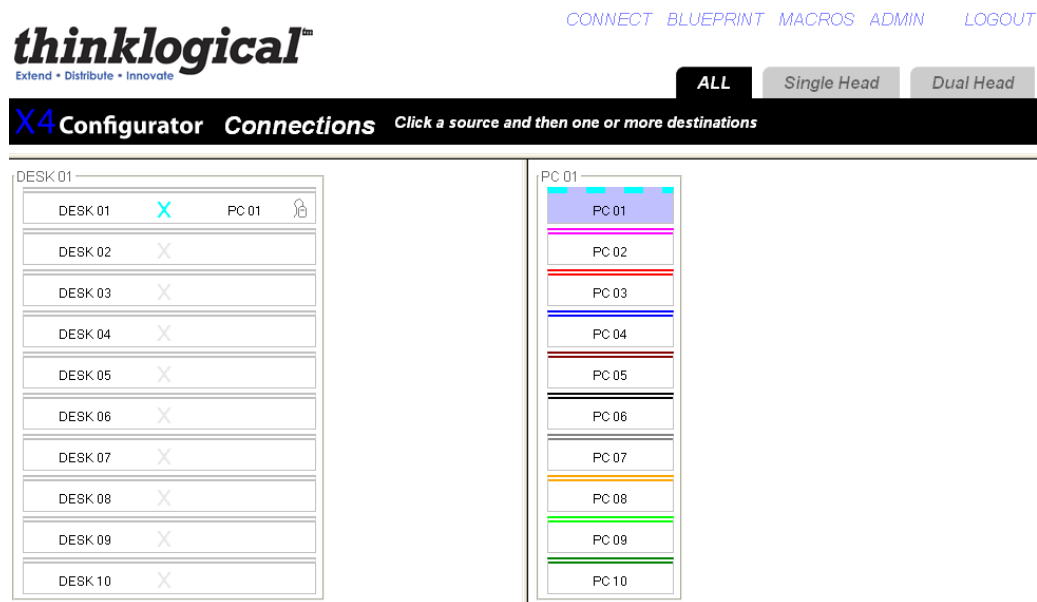 CONNECT BLUEPRINT MACROS ADMIN LOGOUT
thinklogical
Extend • Distribute • Innovate
ALL Single Head Dual Head
X4 Configurator Connections Click a source and then one or more destinations
DESK 01
DESK 01 X PC 01
DESK 02 X
DESK 03 X
DESK 04 X
DESK 05 X
DESK 06 X
DESK 07 X
DESK 08 X
DESK 09 X
DESK 10 X
PC 01
PC 01
PC 02
PC 03
PC 04
PC 05
PC 06
PC 07
PC 08
PC 09
PC 10